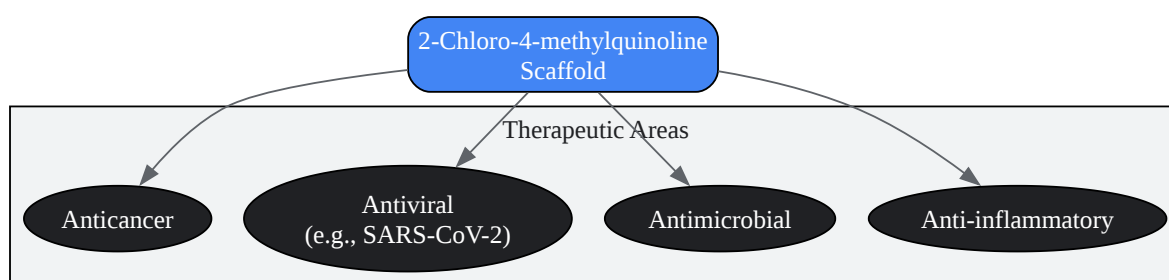 2-Chloro-4-methylquinoline
Scaffold
Therapeutic Areas
Anticancer
Antiviral
(e.g., SARS-CoV-2)
Antimicrobial
Anti-inflammatory